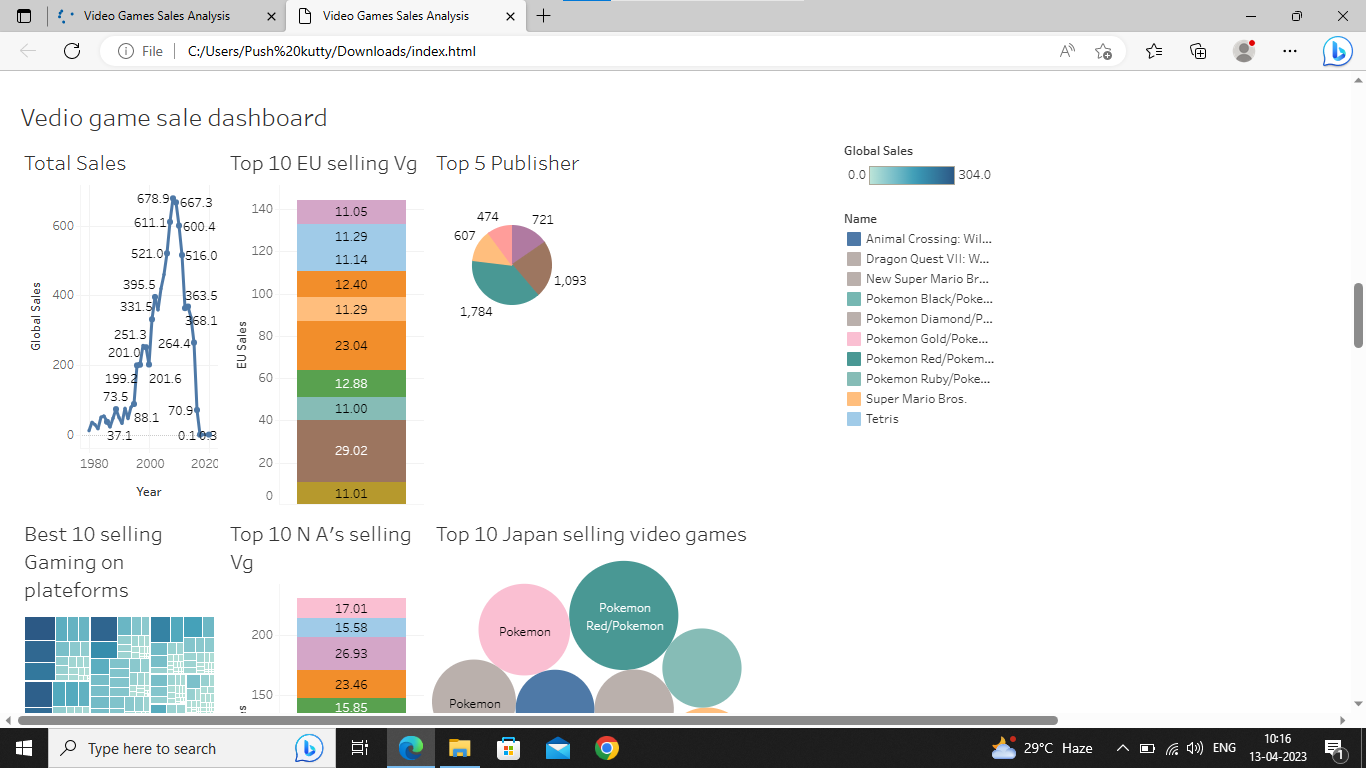 Video Games Sales Analysis
Video Games Sales Analysis
File
C:/Users/Push%20kutty/Downloads/index.html
Vedio game sale dashboard
Total Sales
678.9
667.3
611.1
600.4
600
521.0
516.0
395.5
363.5
400
331.5
368.1
251.3
264.4
201.0
200
199.2
201.6
73.5
70.9
88.1
0
37.1
0.1
0.3
1980
2000
2020
Global Sales
Year
Top 10 EU selling Vg
140
120
100
80
60
40
20
0
EU Sales
11.05
11.29
11.14
12.40
11.29
23.04
12.88
11.00
29.02
11.01
Top 5 Publisher
474
721
607
1,093
1,784
Global Sales
0.0
304.0
Name
Animal Crossing: Wil...
Dragon Quest VII: W...
New Super Mario Br...
Pokemon Black/Poke...
Pokemon Diamond/P...
Pokemon Gold/Poke...
Pokemon Red/Pokem...
Pokemon Ruby/Poke...
Super Mario Bros.
Tetris
Best 10 selling
Gaming on
plateforms
Top 10 N A's selling
Vg
200
150
17.01
15.58
26.93
23.46
15.85
Top 10 Japan selling video games
Pokemon
Red/Pokemon
Pokemon
Pokemon
Type here to search
29°C Haze
ENG
10:16
13-04-2023
1